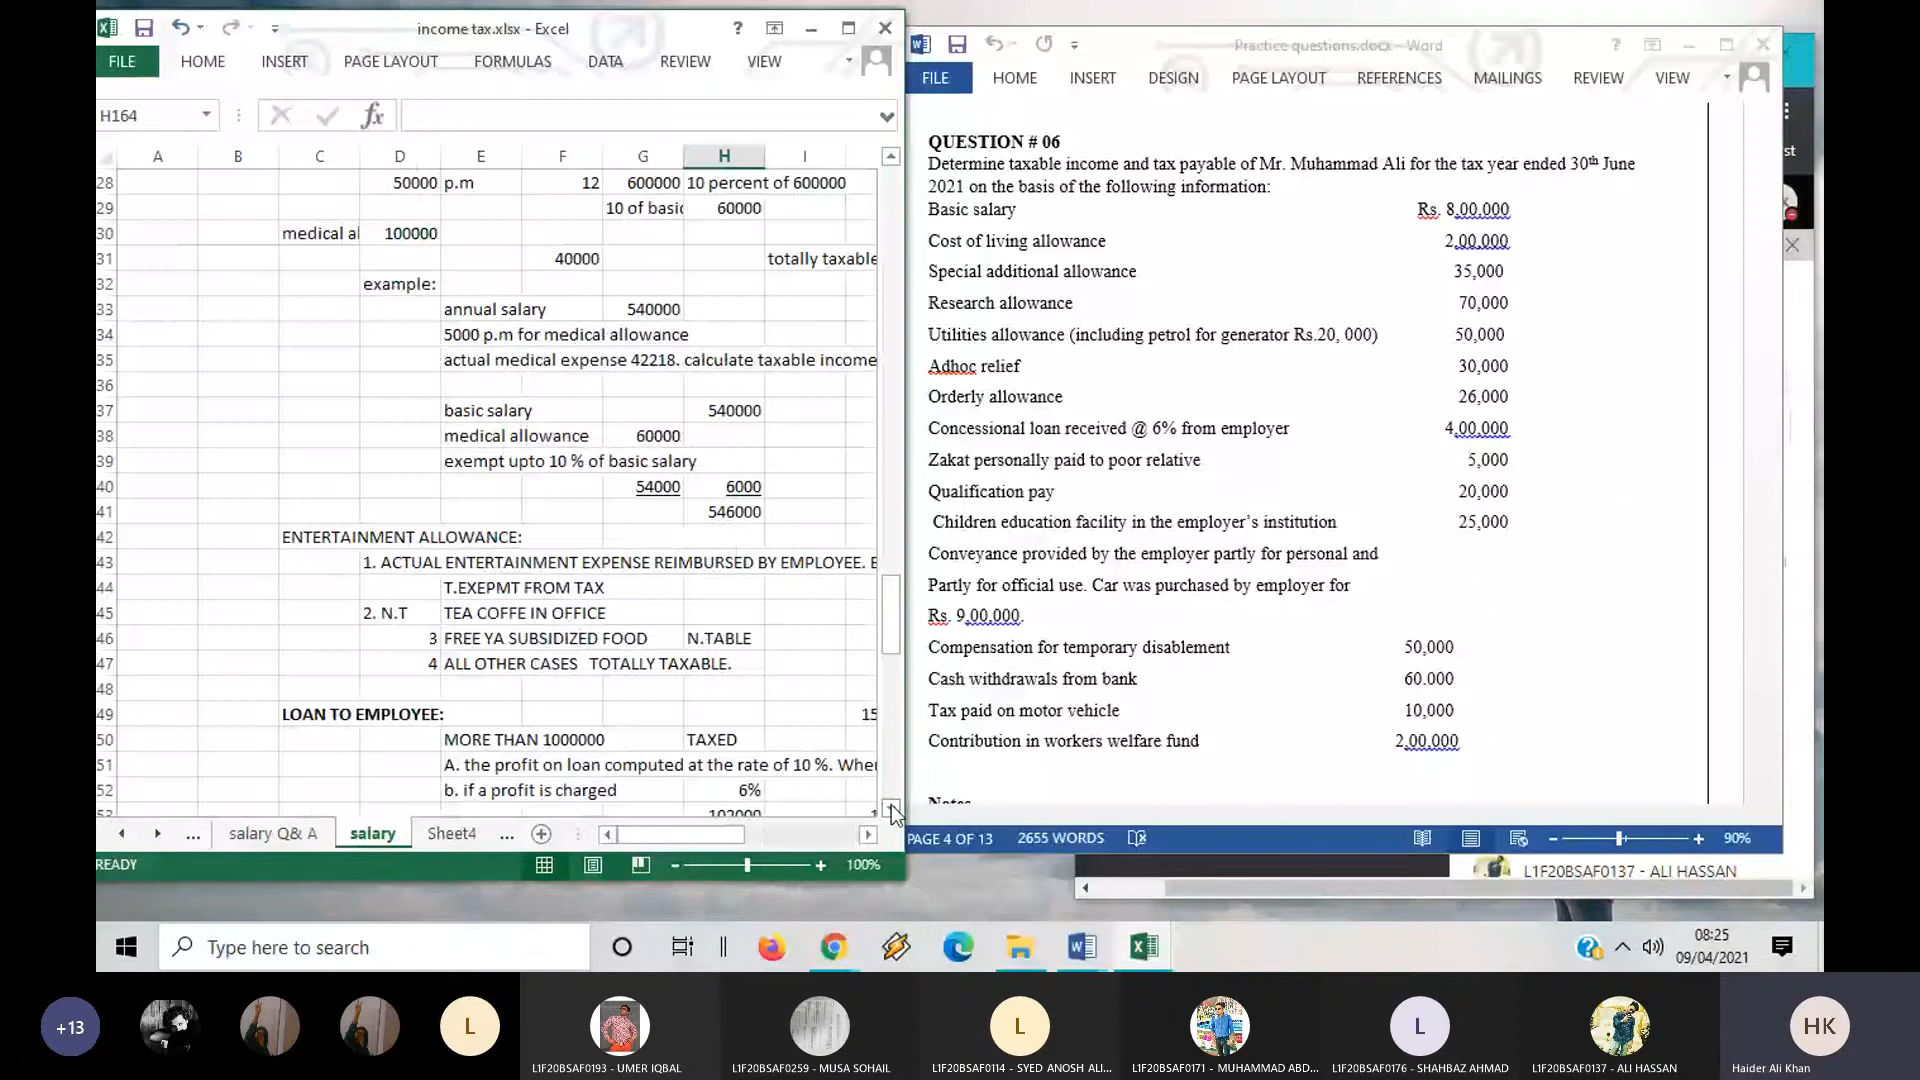 income tax.xlsx - Excel
FILE HOME INSERT PAGE LAYOUT FORMULAS DATA REVIEW VIEW
H164
A B C D E F G H I
28 50000 p.m 12 600000 10 percent of 600000
29 10 of basic 60000
30 medical al 100000
31 40000 totally taxable
32 example:
33 annual salary 540000
34 5000 p.m for medical allowance
35 actual medical expense 42218. calculate taxable income
36
37 basic salary 540000
38 medical allowance 60000
39 exempt upto 10 % of basic salary
40 54000 6000
41 546000
42 ENTERTAINMENT ALLOWANCE:
43 1. ACTUAL ENTERTAINMENT EXPENSE REIMBURSED BY EMPLOYEE. E
44 T.EXEPMT FROM TAX
45 2. N.T TEA COFFE IN OFFICE
46 3 FREE YA SUBSIDIZED FOOD N.TABLE
47 4 ALL OTHER CASES TOTALLY TAXABLE.
48
49 LOAN TO EMPLOYEE: 15
50 MORE THAN 1000000 TAXED
51 A. the profit on loan computed at the rate of 10 %. Whe
52 b. if a profit is charged 6%
53 102000
... salary Q& A salary Sheet4 ...
READY 100%
Practice questions.docx - Word
FILE HOME INSERT DESIGN PAGE LAYOUT REFERENCES MAILINGS REVIEW VIEW
QUESTION # 06
Determine taxable income and tax payable of Mr. Muhammad Ali for the tax year ended 30th June
2021 on the basis of the following information:
Basic salary Rs. 8,00,000
Cost of living allowance 2,00,000
Special additional allowance 35,000
Research allowance 70,000
Utilities allowance (including petrol for generator Rs.20, 000) 50,000
Adhoc relief 30,000
Orderly allowance 26,000
Concessional loan received @ 6% from employer 4,00,000
Zakat personally paid to poor relative 5,000
Qualification pay 20,000
Children education facility in the employer's institution 25,000
Conveyance provided by the employer partly for personal and
Partly for official use. Car was purchased by employer for
Rs. 9,00,000.
Compensation for temporary disablement 50,000
Cash withdrawals from bank 60.000
Tax paid on motor vehicle 10,000
Contribution in workers welfare fund 2,00,000
Notes
PAGE 4 OF 13 2655 WORDS 90%
st
L1F20BSAF0137 - ALI HASSAN
Type here to search
08:25
09/04/2021
+13
L
L
L
HK
L1F20BSAF0193 - UMER IQBAL
L1F20BSAF0259 - MUSA SOHAIL
L1F20BSAF0114 - SYED ANOSH ALI...
L1F20BSAF0171 - MUHAMMAD ABD...
L1F20BSAF0176 - SHAHBAZ AHMAD
L1F20BSAF0137 - ALI HASSAN
Haider Ali Khan